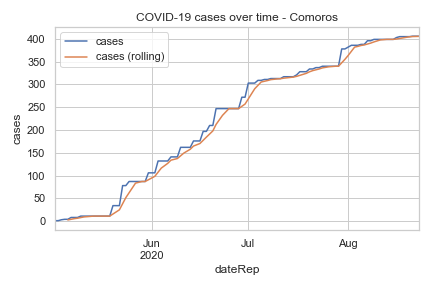 COVID-19 cases over time - Comoros
cases
cases (rolling)
400
350
300
250
200
150
100
50
0
cases
Jun
2020
Jul
Aug
dateRep